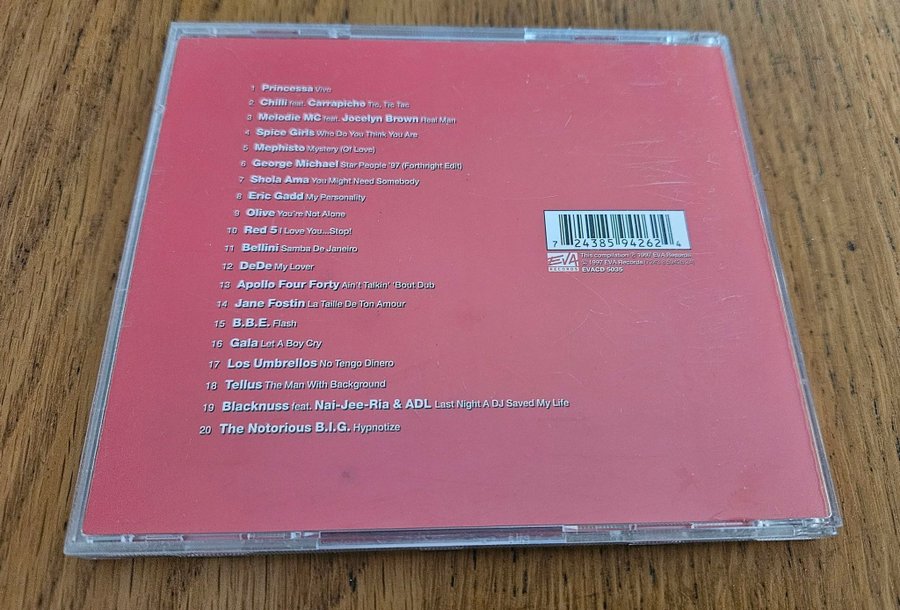 1 Princessa Vivo
2 Chilli feat. Carrapicho Tic, Tic Tac
3 Melodie MC feat. Jocelyn Brown Real Man
4 Spice Girls Who Do You Think You Are
5 Mephisto Mystery (Of Love)
6 George Michael Star People '97 (Forthright Edit)
7 Shola Ama You Might Need Somebody
8 Eric Gadd My Personality
9 Olive You're Not Alone
10 Red 5 I Love You...Stop!
11 Bellini Samba De Janeiro
12 DeDe My Lover
13 Apollo Four Forty Ain't Talkin' 'Bout Dub
14 Jane Fostin La Taille De Ton Amour
15 B.B.E. Flash
16 Gala Let A Boy Cry
17 Los Umbrellos No Tengo Dinero
18 Tellus The Man With Background
19 Blacknuss feat. Nai-Jee-Ria & ADL Last Night A DJ Saved My Life
20 The Notorious B.I.G. Hypnotize
7 24385 94262 4
EVA RECORDS
This compilation ℗ 1997 EVA Records
© 1997 EVA Records
EVACD 5035